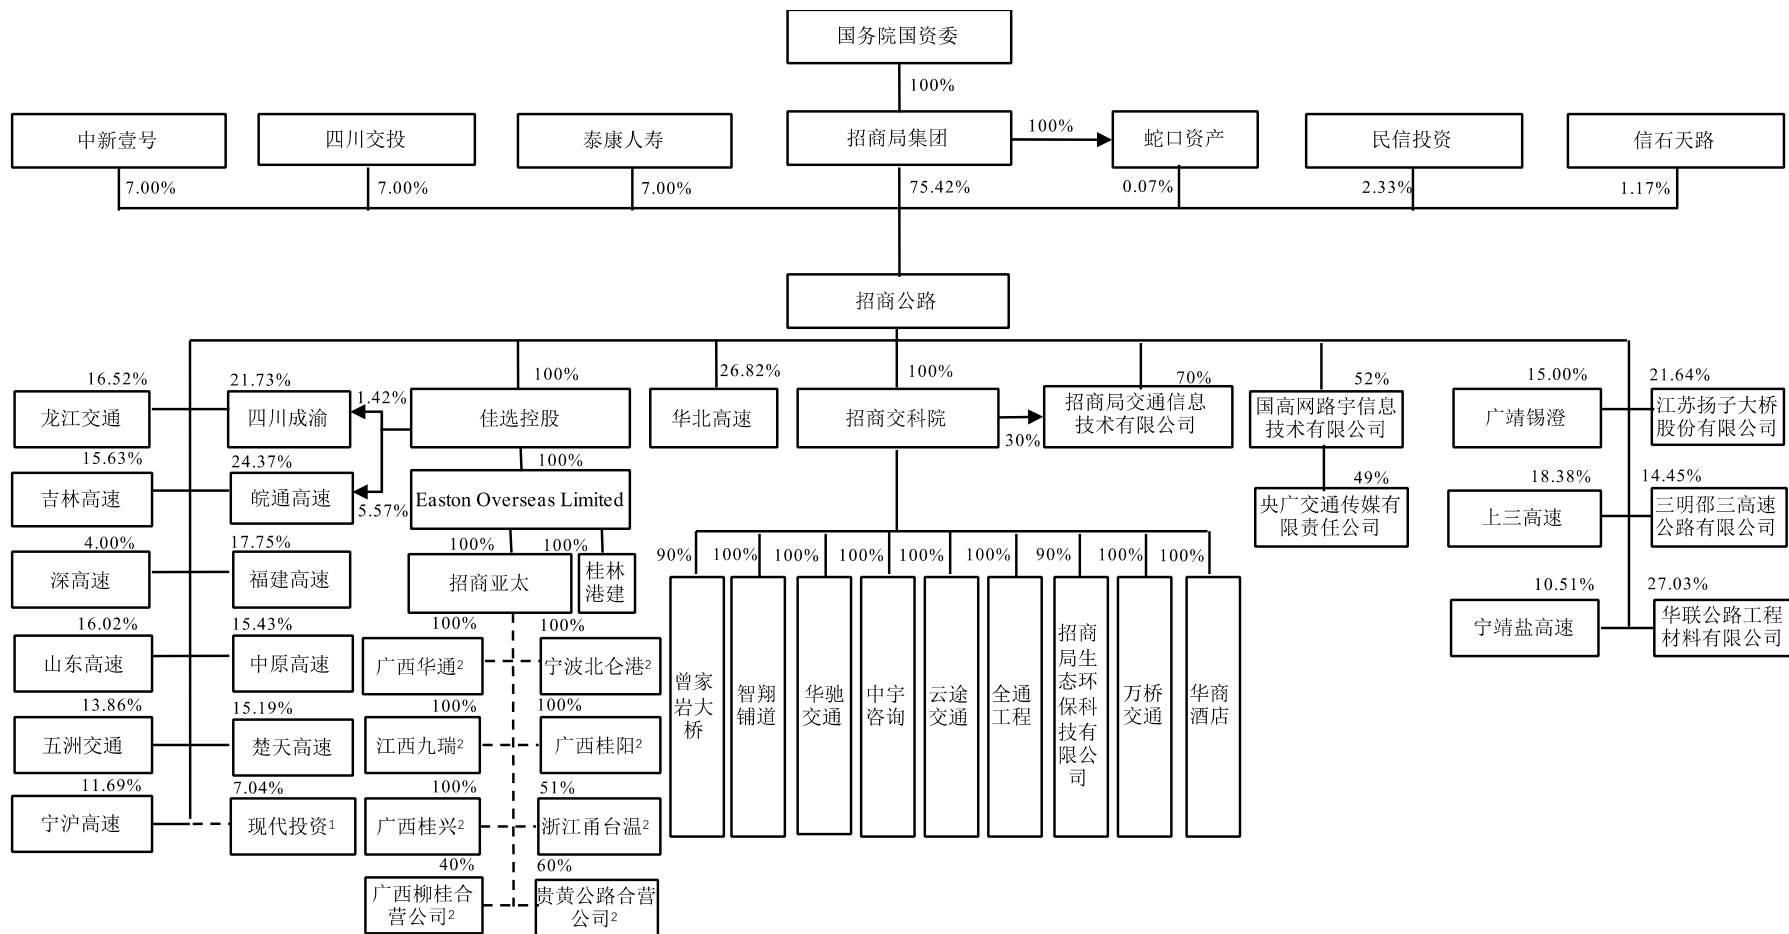 国务院国资委
100%
中新壹号
四川交投
泰康人寿
招商局集团
100%
蛇口资产
民信投资
信石天路
7.00%
7.00%
7.00%
75.42%
0.07%
2.33%
1.17%
招商公路
16.52%
21.73%
1.42%
100%
26.82%
100%
70%
52%
15.00%
21.64%
龙江交通
四川成渝
佳选控股
华北高速
招商交科院
30%
招商局交通信息
技术有限公司
国高网路宇信息
技术有限公司
广靖锡澄
江苏扬子大桥
股份有限公司
15.63%
24.37%
5.57%
100%
49%
18.38%
14.45%
吉林高速
皖通高速
Easton Overseas Limited
央广交通传媒有
限责任公司
上三高速
三明邵三高速
公路有限公司
4.00%
17.75%
100%
100%
90%
100%
100%
100%
100%
100%
90%
100%
100%
10.51%
27.03%
深高速
福建高速
招商亚太
桂林
港建
宁靖盐高速
华联公路工程
材料有限公司
16.02%
15.43%
100%
100%
山东高速
中原高速
广西华通2
宁波北仑港2
曾家
岩大
桥
智翔
铺道
华驰
交通
中宇
咨询
云途
交通
全通
工程
招商
局生
态环
保科
技有
限公
司
万桥
交通
华商
酒店
13.86%
15.19%
100%
100%
五洲交通
楚天高速
江西九瑞2
广西桂阳2
11.69%
7.04%
100%
51%
宁沪高速
现代投资1
广西桂兴2
浙江甬台温2
40%
60%
广西柳桂合
营公司2
贵黄公路合营
公司2